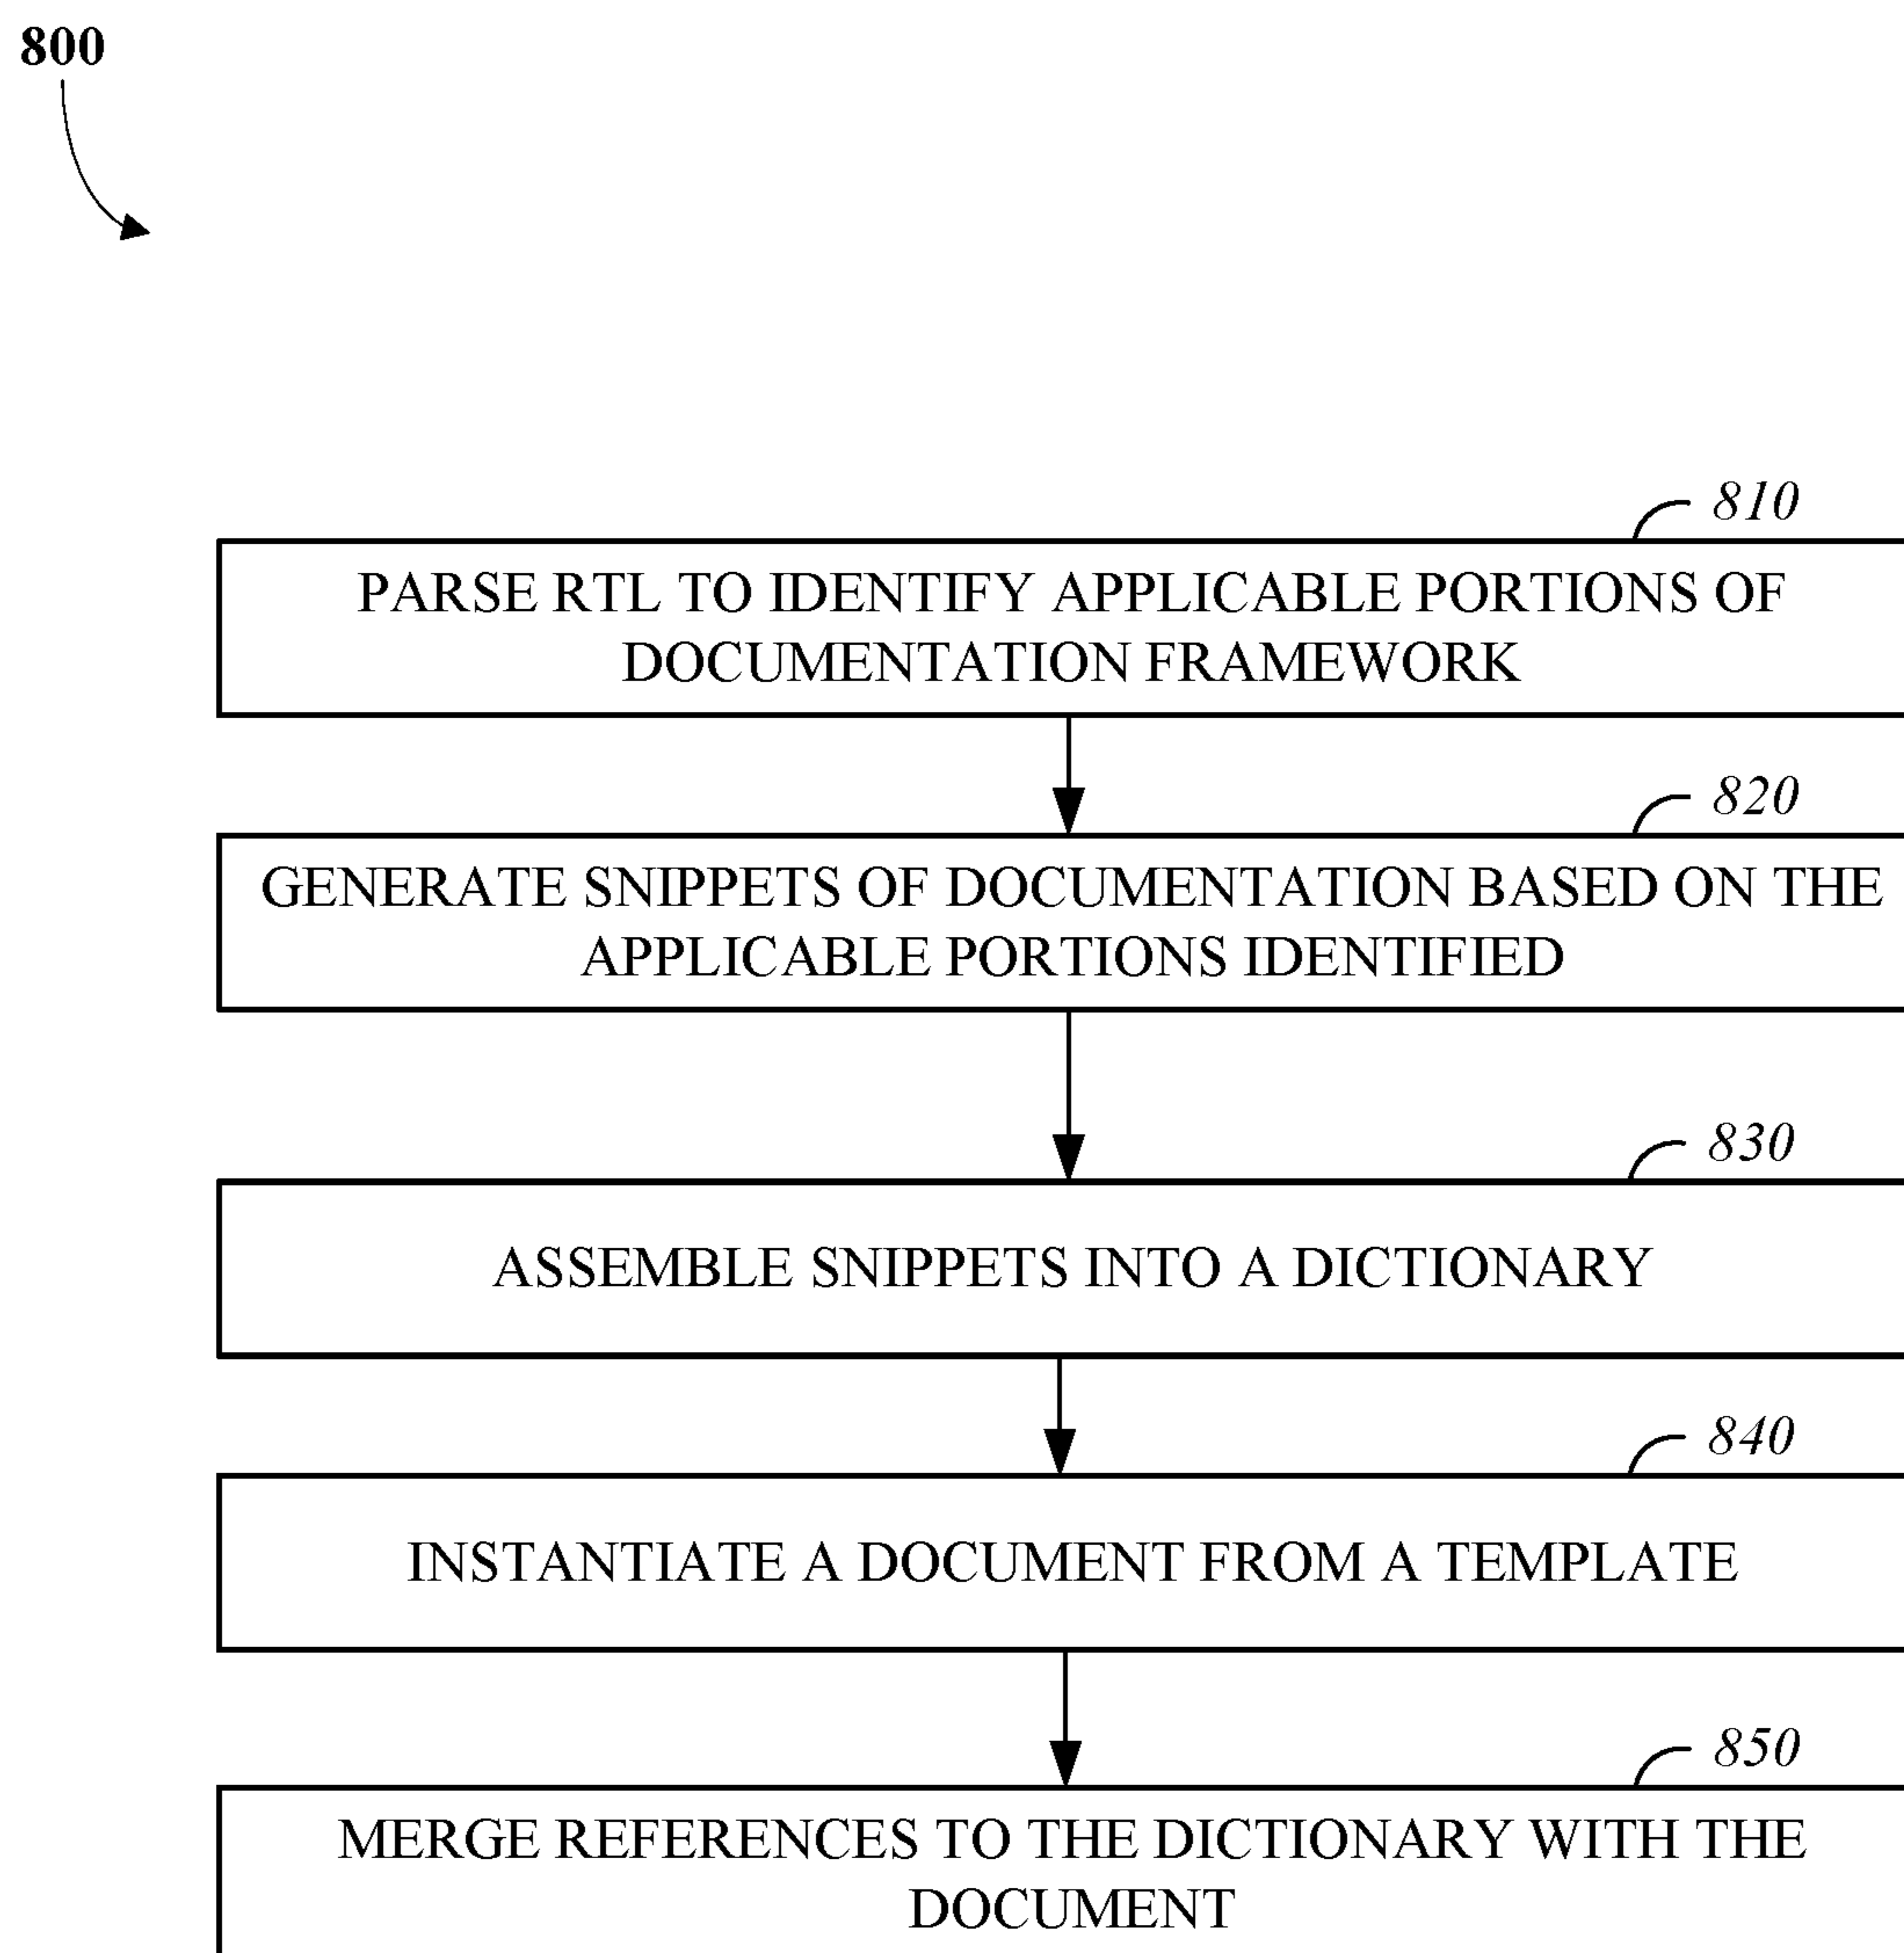 800
810
PARSE RTL TO IDENTIFY APPLICABLE PORTIONS OF
DOCUMENTATION FRAMEWORK
820
GENERATE SNIPPETS OF DOCUMENTATION BASED ON THE
APPLICABLE PORTIONS IDENTIFIED
830
ASSEMBLE SNIPPETS INTO A DICTIONARY
840
INSTANTIATE A DOCUMENT FROM A TEMPLATE
850
MERGE REFERENCES TO THE DICTIONARY WITH THE
DOCUMENT